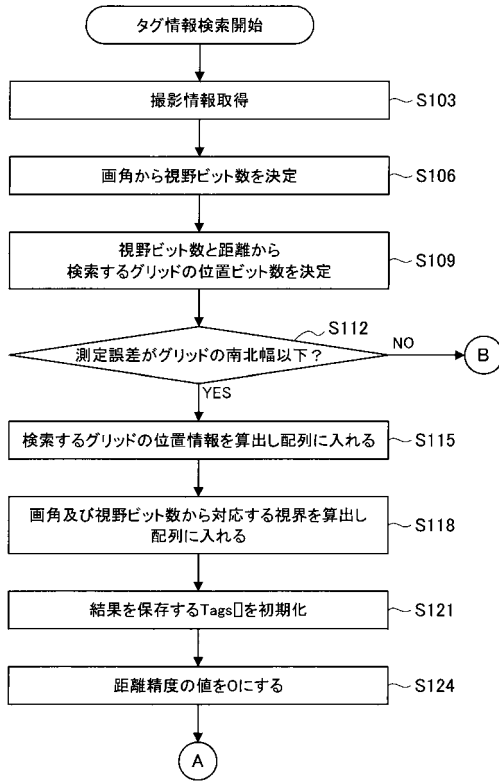 タグ情報検索開始
撮影情報取得
S103
画角から視野ビット数を決定
S106
視野ビット数と距離から
検索するグリッドの位置ビット数を決定
S109
S112
測定誤差がグリッドの南北幅以下?
NO
B
YES
検索するグリッドの位置情報を算出し配列に入れる
S115
画角及び視野ビット数から対応する視界を算出し
配列に入れる
S118
結果を保存するTags[]を初期化
S121
距離精度の値を0にする
S124
A